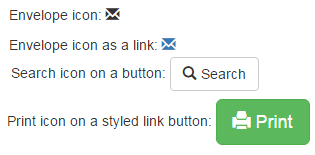 Envelope icon:
Envelope icon as a link:
Search icon on a button: Search
Print icon on a styled link button: Print